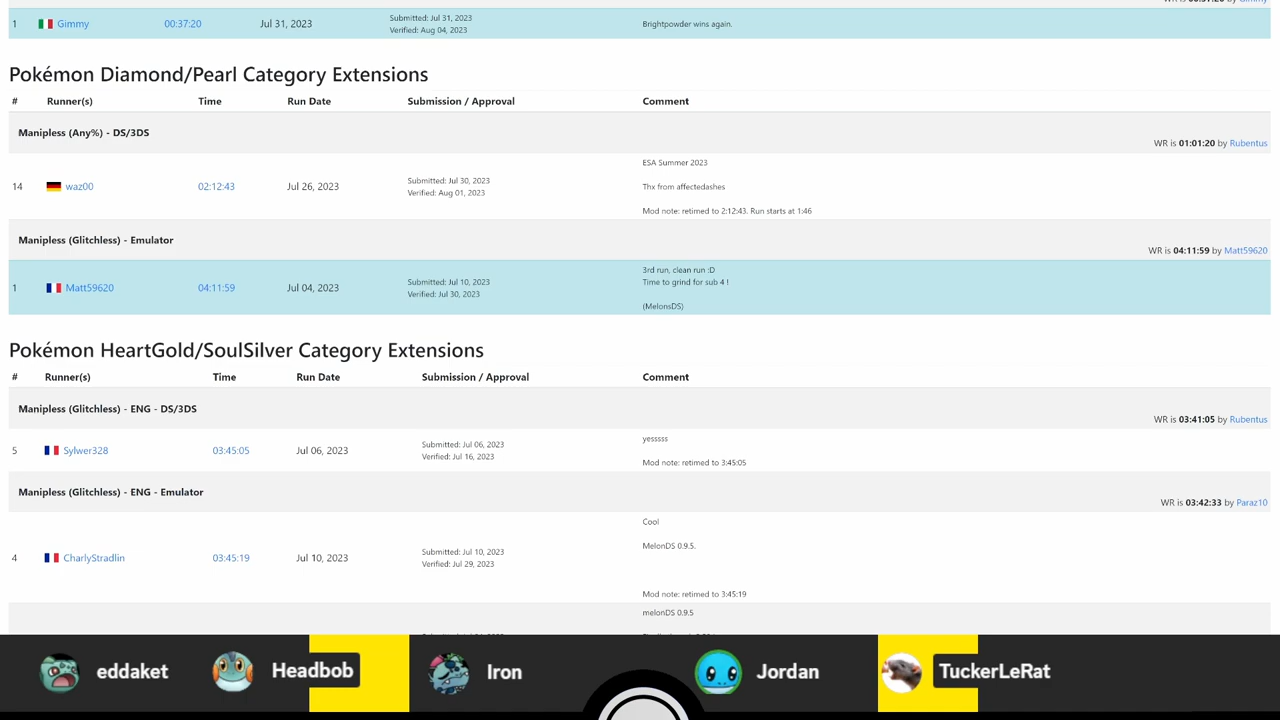 1 Gimmy 00:37:20 Jul 31, 2023 Submitted: Jul 31, 2023 Brightpowder wins again.
Verified: Aug 04, 2023
Pokémon Diamond/Pearl Category Extensions
# Runner(s) Time Run Date Submission / Approval Comment
Manipless (Any%) - DS/3DS
WR is 01:01:20 by Rubentus
14 waz00 02:12:43 Jul 26, 2023 Submitted: Jul 30, 2023
Verified: Aug 01, 2023
ESA Summer 2023
Thx from affectedashes
Mod note: retimed to 2:12:43. Run starts at 1:46
Manipless (Glitchless) - Emulator
WR is 04:11:59 by Matt59620
1 Matt59620 04:11:59 Jul 04, 2023 Submitted: Jul 10, 2023
Verified: Jul 30, 2023
3rd run, clean run :D
Time to grind for sub 4 !
(MelonsDS)
Pokémon HeartGold/SoulSilver Category Extensions
# Runner(s) Time Run Date Submission / Approval Comment
Manipless (Glitchless) - ENG - DS/3DS
WR is 03:41:05 by Rubentus
5 Sylwer328 03:45:05 Jul 06, 2023 Submitted: Jul 06, 2023
Verified: Jul 16, 2023
yesssss
Mod note: retimed to 3:45:05
Manipless (Glitchless) - ENG - Emulator
WR is 03:42:33 by Paraz10
4 CharlyStradlin 03:45:19 Jul 10, 2023 Submitted: Jul 10, 2023
Verified: Jul 29, 2023
Cool
MelonDS 0.9.5.
Mod note: retimed to 3:45:19
melonDS 0.9.5
eddaket Headbob Iron Jordan TuckerLeRat